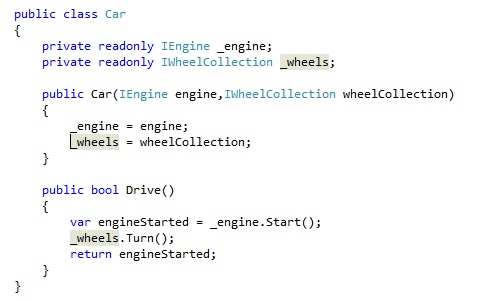 public class Car
{
    private readonly IEngine _engine;
    private readonly IWheelCollection _wheels;

    public Car(IEngine engine,IWheelCollection wheelCollection)
    {
        _engine = engine;
        _wheels = wheelCollection;
    }

    public bool Drive()
    {
        var engineStarted = _engine.Start();
        _wheels.Turn();
        return engineStarted;
    }
}